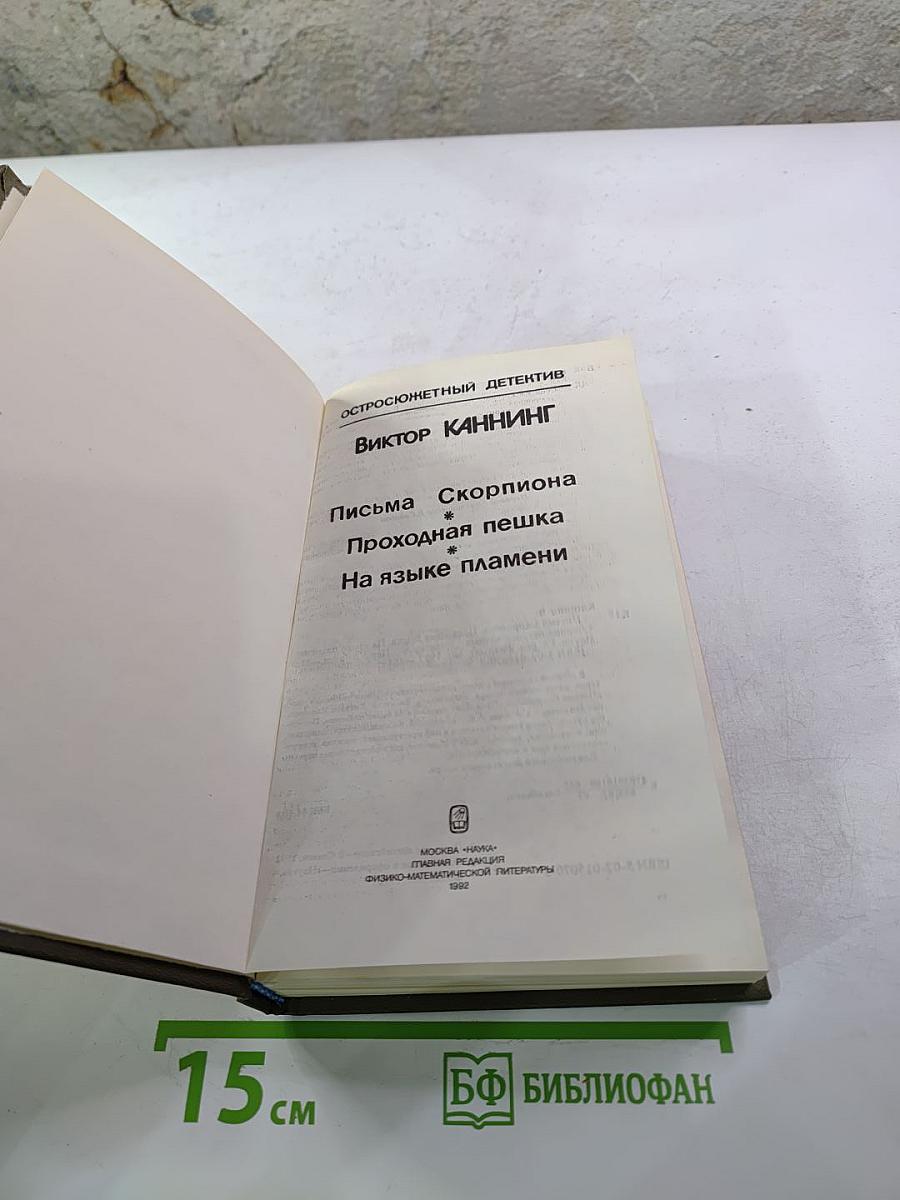 ОСТРОСЮЖЕТНЫЙ ДЕТЕКТИВ
ВИКТОР КАННИНГ
Письма Скорпиона
*
Проходная пешка
*
На языке пламени
МОСКВА «НАУКА»
ГЛАВНАЯ РЕДАКЦИЯ
ФИЗИКО-МАТЕМАТИЧЕСКОЙ ЛИТЕРАТУРЫ
1992
15 см
БФ БИБЛИОФАН